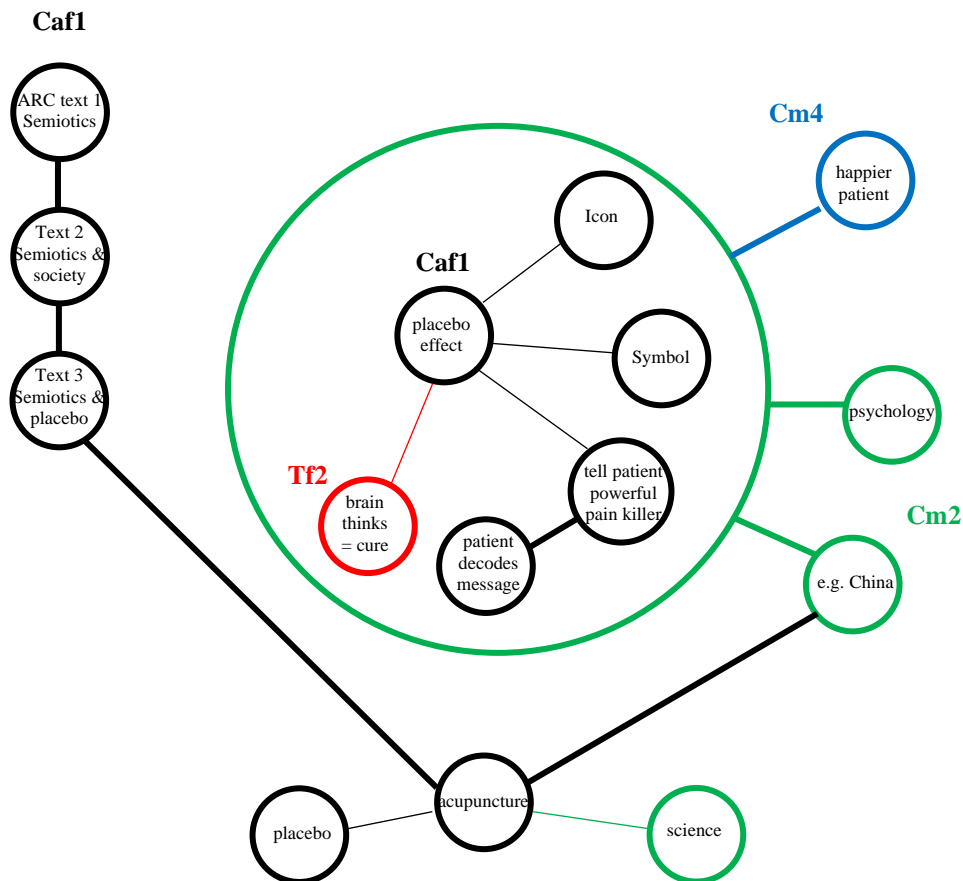 Caf1
ARC text 1
Semiotics
Text 2
Semiotics &
society
Text 3
Semiotics &
placebo
Cm4
happier
patient
Icon
Caf1
placebo
effect
Symbol
psychology
Tf2
brain
thinks
= cure
tell patient
powerful
pain killer
patient
decodes
message
Cm2
e.g. China
acupuncture
placebo
science